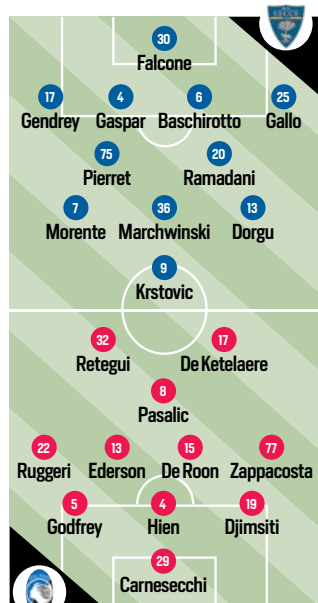 LECCE
30
Falcone
17 4 6 25
Gendrey Gaspar Baschirotto Gallo
75 20
Pierret Ramadani
7 36 13
Morente Marchwinski Dorgu
9
Krstovic
32 17
Retegui De Ketelaere
8
Pasalic
22 13 15 77
Ruggeri Ederson De Roon Zappacosta
5 4 19
Godfrey Hien Djimsiti
29
Carnesecchi